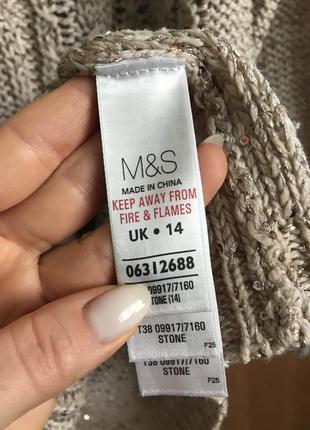 M&S
MADE IN CHINA
KEEP AWAY FROM
FIRE & FLAMES
UK • 14
06312688
09917/7160
STONE (14)
T38 09917/7160
STONE
F25
T38 09917/7160
STONE
F25